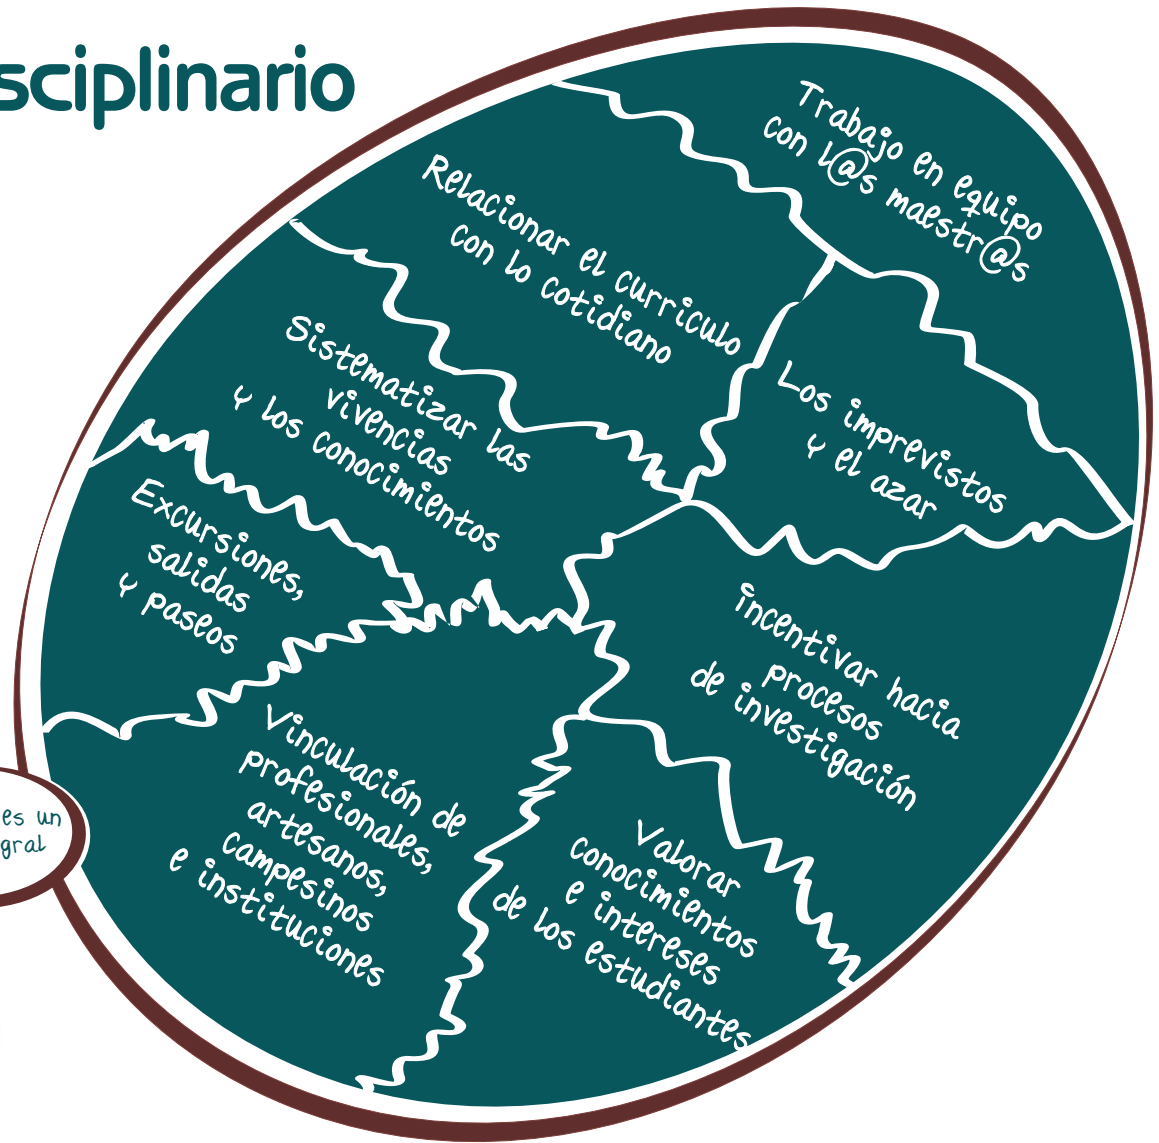 sciplinario
Trabajo en equipo
con l@s maestr@s
Relacionar el curriculo
con lo cotidiano
Los imprevistos
y el azar
Sistematizar las
vivencias
y los conocimientos
Excursiones,
salidas
y paseos
incentivar hacia
procesos
de investigación
Vinculación de
profesionales,
artesanos,
campesinos
e instituciones
Valorar
conocimientos
e intereses
de los estudiantes
es un
gral